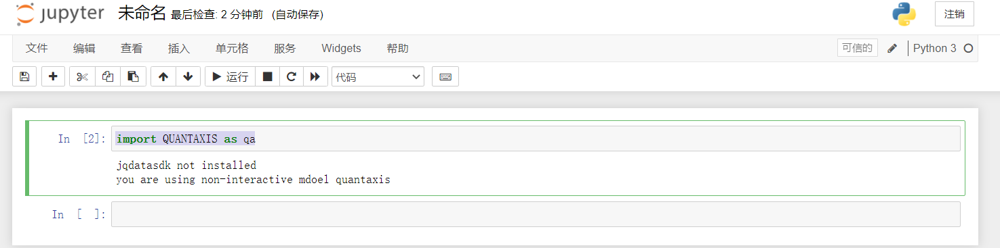 jupyter 未命名 最后检查: 2 分钟前 (自动保存) 注销
文件 编辑 查看 插入 单元格 服务 Widgets 帮助 可信的 Python 3
运行 代码
In [2]: import QUANTAXIS as qa
jqdatasdk not installed
you are using non-interactive mdoel quantaxis
In [ ]: